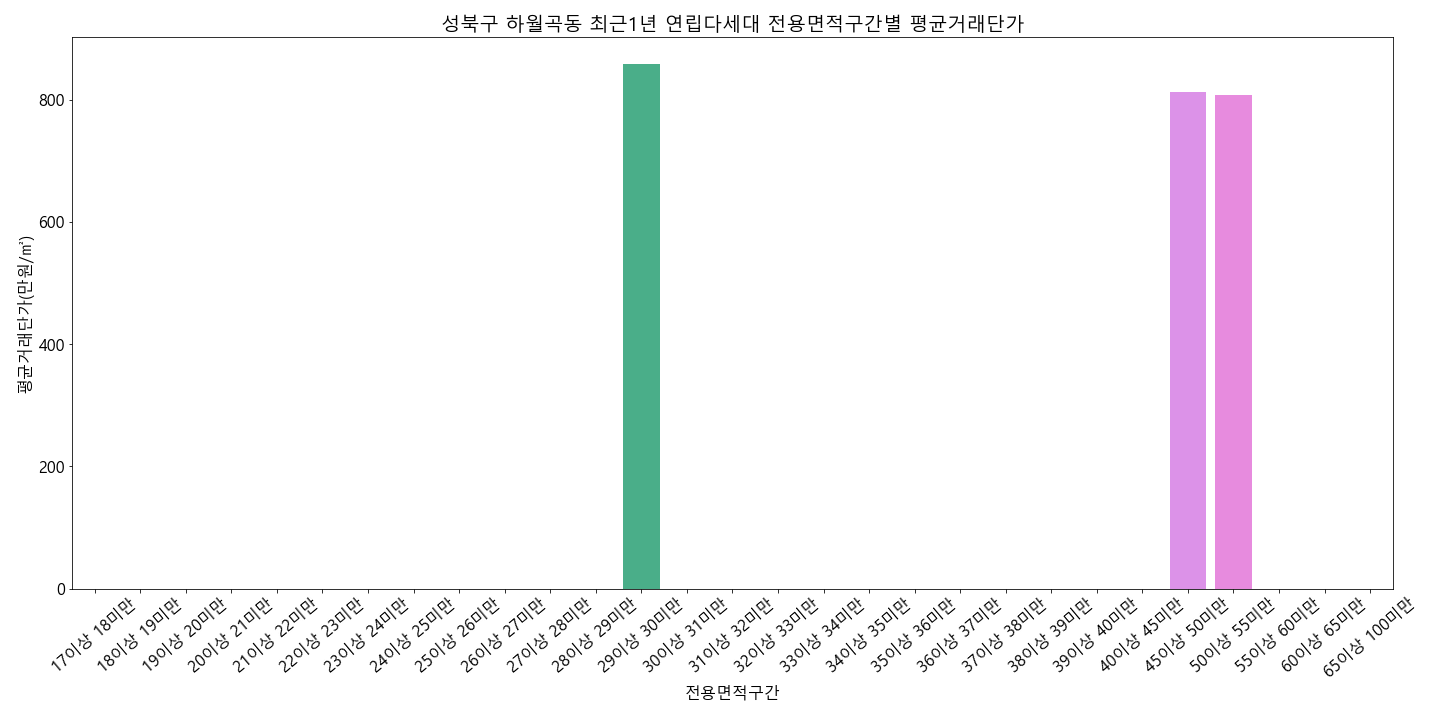 성북구 하월곡동 최근1년 연립다세대 전용면적구간별 평균거래단가
평균거래단가(만원/㎡)
800
600
400
200
0
17이상 18미만
18이상 19미만
19이상 20미만
20이상 21미만
21이상 22미만
22이상 23미만
23이상 24미만
24이상 25미만
25이상 26미만
26이상 27미만
27이상 28미만
28이상 29미만
29이상 30미만
30이상 31미만
31이상 32미만
32이상 33미만
33이상 34미만
34이상 35미만
35이상 36미만
36이상 37미만
37이상 38미만
38이상 39미만
39이상 40미만
40이상 45미만
45이상 50미만
50이상 55미만
55이상 60미만
60이상 65미만
65이상 100미만
전용면적구간